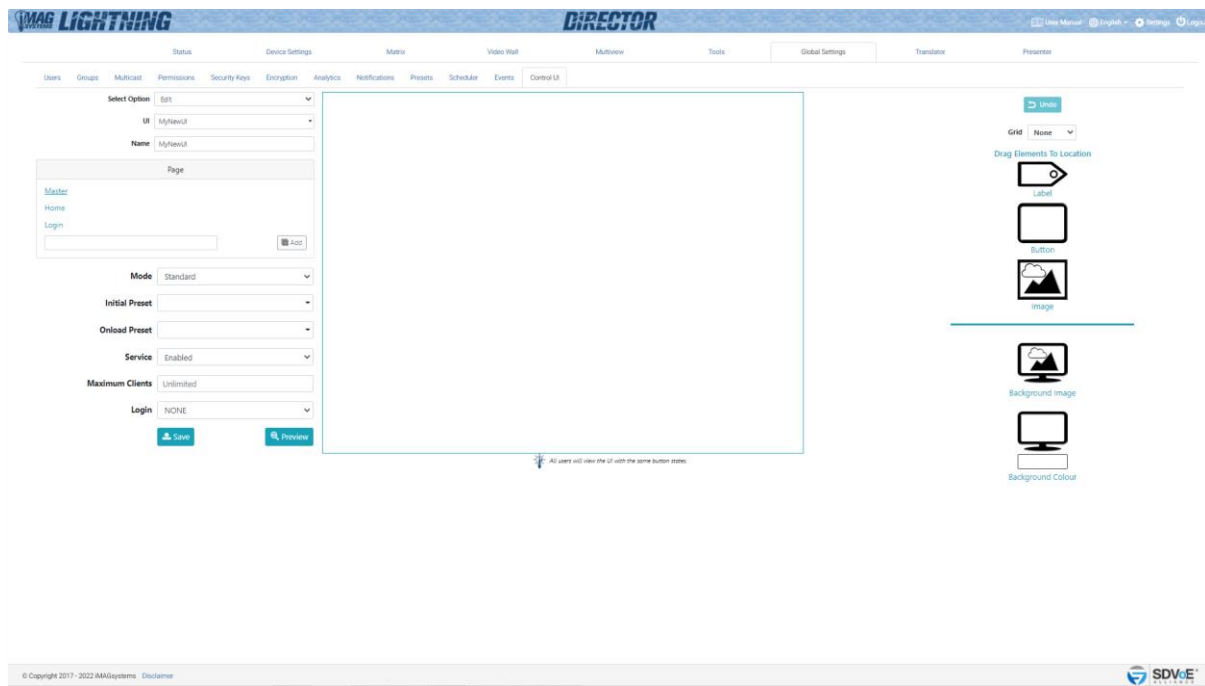 iMAG SYSTEMS LIGHTNING DIRECTOR User Manual English Settings Logout
Status Device Settings Matrix Video Wall Multiview Tools Global Settings Translator Presenter
Users Groups Multicast Permissions Security Keys Encryption Analytics Notifications Presets Scheduler Events Control UI
Select Option Edit
UI MyNewUI
Name MyNewUI
Page
Master
Home
Login
Add
Mode Standard
Initial Preset
Onload Preset
Service Enabled
Maximum Clients Unlimited
Login NONE
Save Preview
All users will view the UI with the same button states.
Undo
Grid None
Drag Elements To Location
Label
Button
Image
Background Image
Background Colour
© Copyright 2017 - 2022 iMAGsystems Disclaimer
SDVoE
ALLIANCE